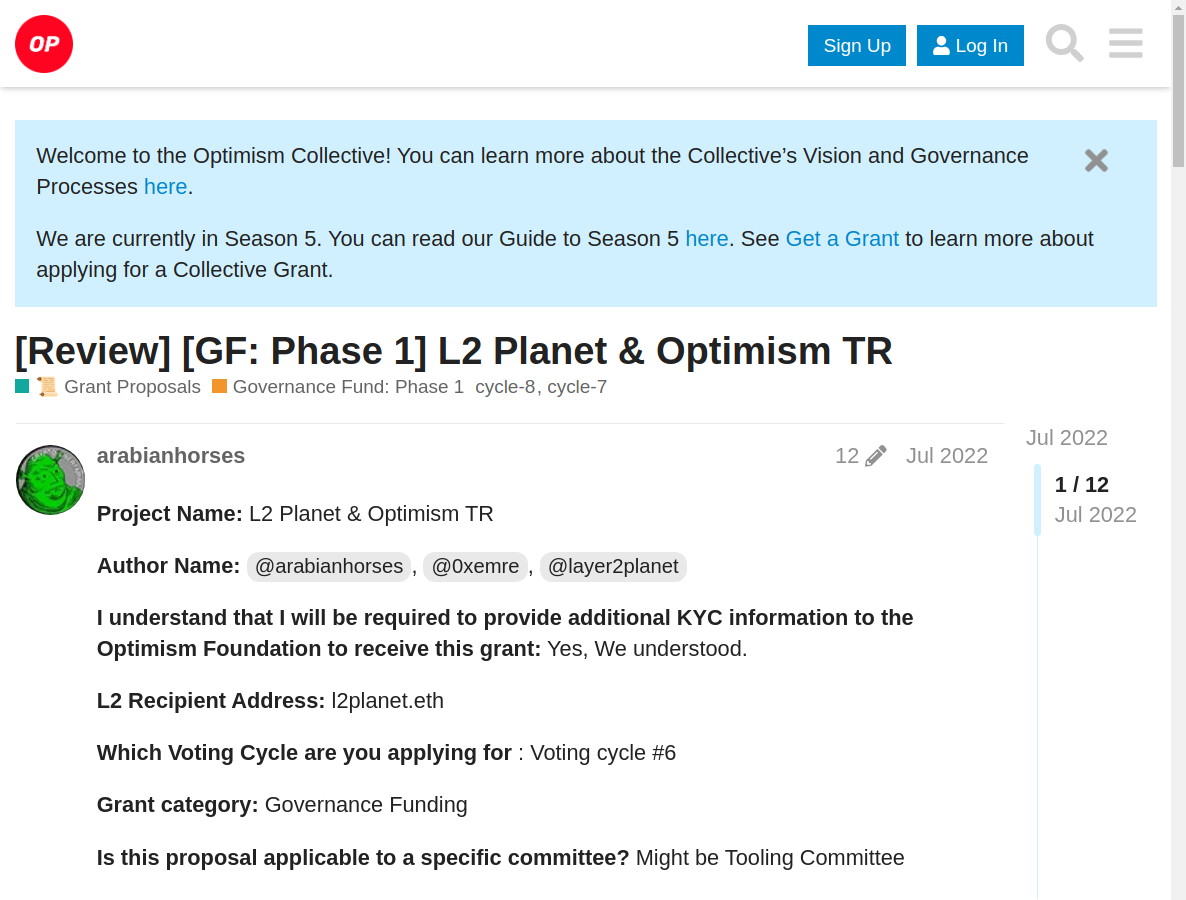 OP
Sign Up
Log In
Welcome to the Optimism Collective! You can learn more about the Collective’s Vision and Governance
Processes here.
We are currently in Season 5. You can read our Guide to Season 5 here. See Get a Grant to learn more about
applying for a Collective Grant.
[Review] [GF: Phase 1] L2 Planet & Optimism TR
📜 Grant Proposals Governance Fund: Phase 1 cycle-8, cycle-7
arabianhorses
12
Jul 2022
Jul 2022
1 / 12
Jul 2022
Project Name: L2 Planet & Optimism TR
Author Name: @arabianhorses, @0xemre, @layer2planet
I understand that I will be required to provide additional KYC information to the
Optimism Foundation to receive this grant: Yes, We understood.
L2 Recipient Address: l2planet.eth
Which Voting Cycle are you applying for : Voting cycle #6
Grant category: Governance Funding
Is this proposal applicable to a specific committee? Might be Tooling Committee